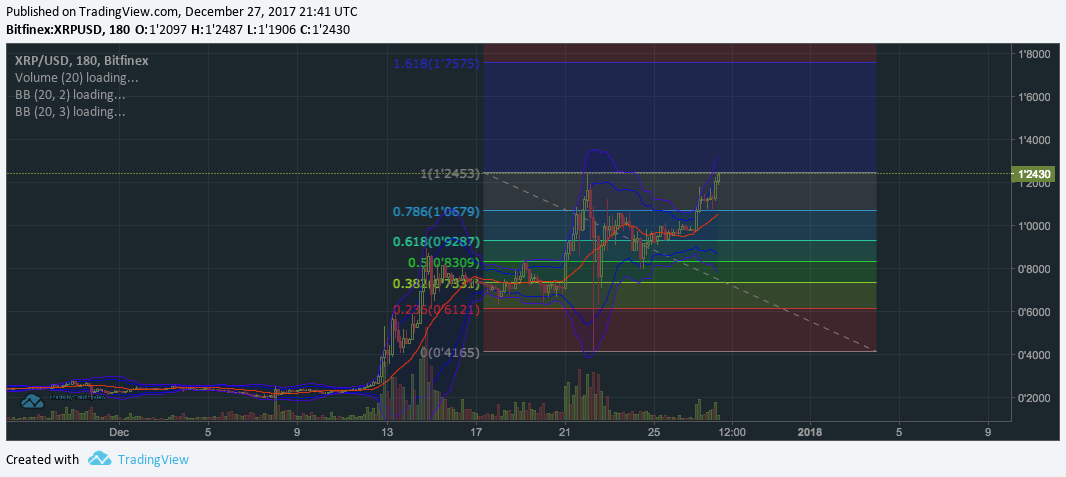 Published on TradingView.com, December 27, 2017 21:41 UTC
Bitfinex:XRPUSD, 180 O:1'2097 H:1'2487 L:1'1906 C:1'2430
XRP/USD, 180, Bitfinex
Volume (20) loading...
BB (20, 2) loading...
BB (20, 3) loading...
1.618(1'7575)
1(1'2453)
0.786(1'0679)
0.618(0'9287)
0.5(0'8309)
0.382(0'7331)
0.236(0'6121)
0(0'4165)
1'8000
1'6000
1'4000
1'2430
1'2000
1'0000
0'8000
0'6000
0'4000
0'2000
Dec 5 9 13 17 21 25 12:00 2018 5 9
Created with TradingView